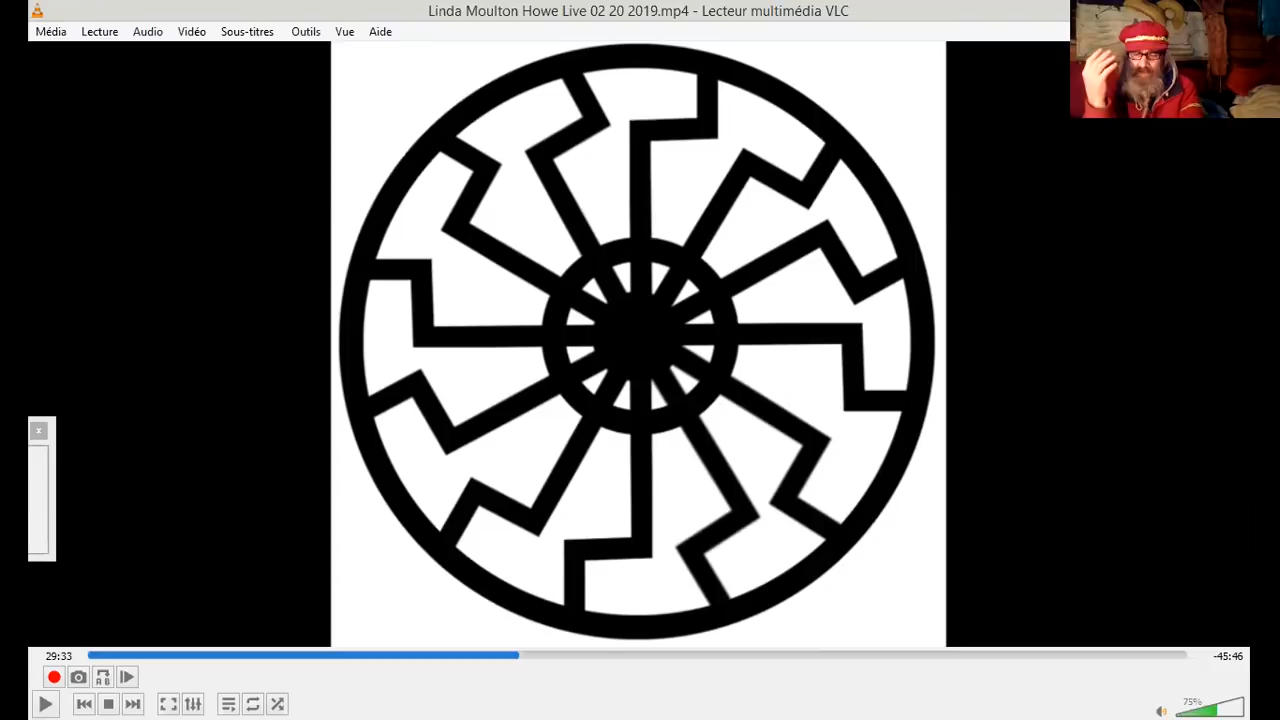 Linda Moulton Howe Live 02 20 2019.mp4 - Lecteur multimédia VLC
Média Lecture Audio Vidéo Sous-titres Outils Vue Aide
x
29:33 -45:46
A B
75%